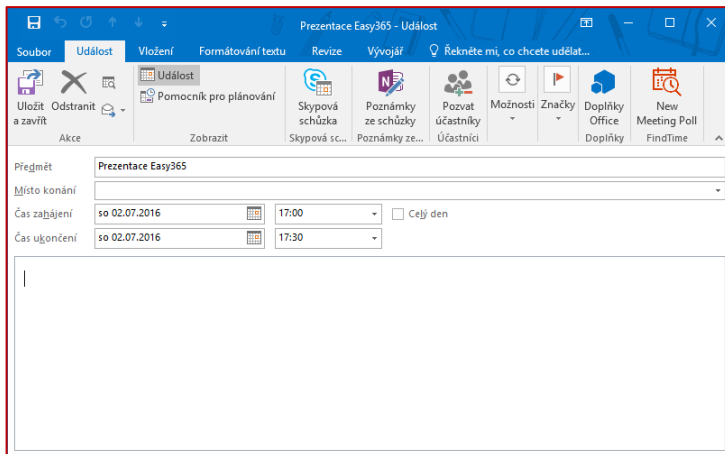 Prezentace Easy365 - Událost
Soubor Událost Vložení Formátování textu Revize Vývojář Řekněte mi, co chcete udělat...
Uložit a zavřít
Odstranit
Akce
Událost
Pomocník pro plánování
Zobrazit
Skypová schůzka
Skypová sc...
Poznámky ze schůzky
Poznámky ze...
Pozvat účastníky
Účastníci
Možnosti
Značky
Doplňky Office
Doplňky
New Meeting Poll
FindTime
Předmět Prezentace Easy365
Místo konání
Čas zahájení so 02.07.2016 17:00 Celý den
Čas ukončení so 02.07.2016 17:30